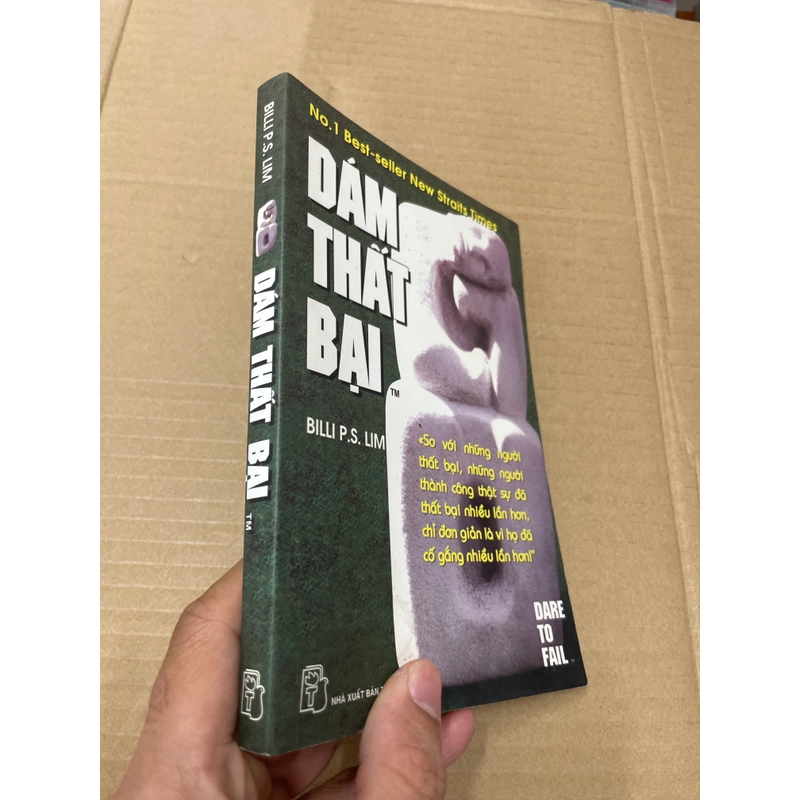 BILLI P.S. LIM
DÁM THẤT BẠI ™
No.1 Best-seller New Straits Times
DÁM
THẤT
BẠI ™
BILLI P.S. LIM
«So với những người
thất bại, những người
thành công thật sự đã
thất bại nhiều lần hơn,
chỉ đơn giản là vì họ đã
cố gắng nhiều lần hơn!"
DARE
TO
FAIL
NHÀ XUẤT BẢN